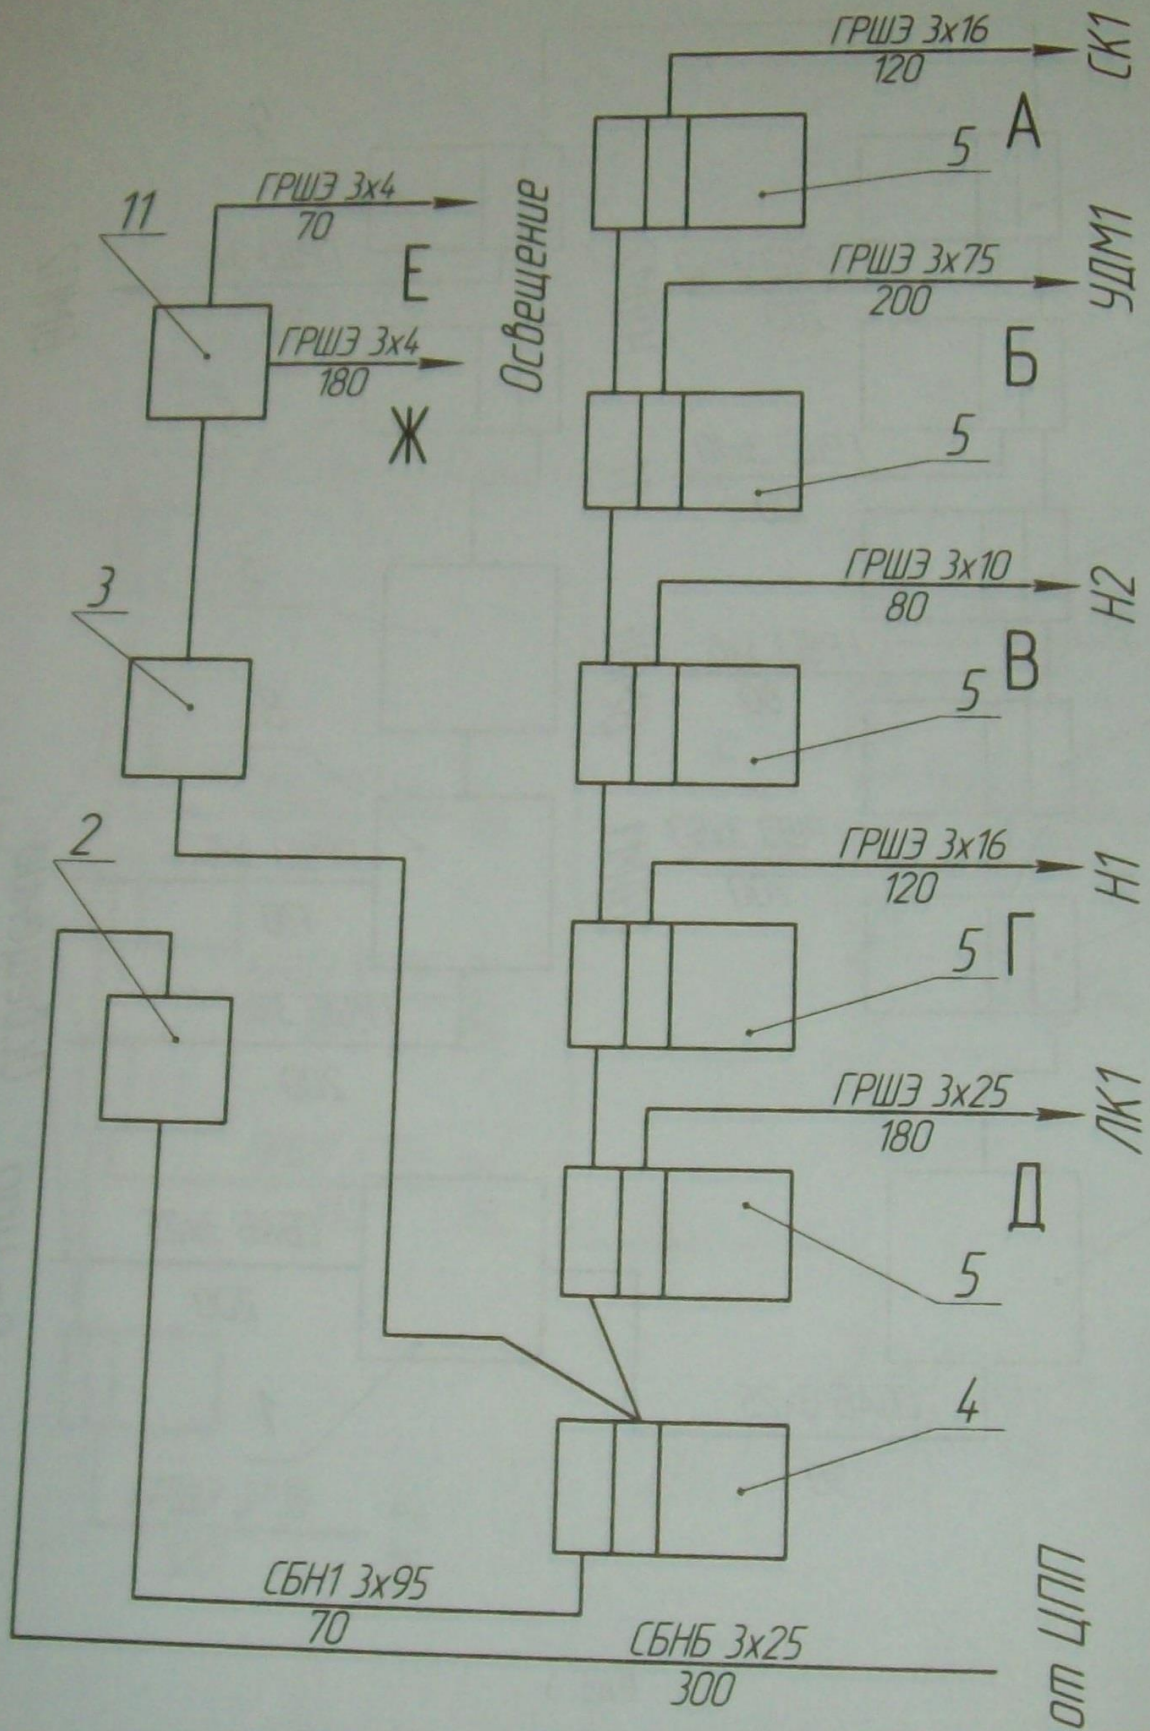 ГРШЭ 3х16
120
СК1
А
5
11
ГРШЭ 3х4
70
Е
Освещение
ГРШЭ 3х75
200
УДМ1
Б
ГРШЭ 3х4
180
Ж
5
3
ГРШЭ 3х10
80
Н2
В
5
2
ГРШЭ 3х16
120
Н1
Г
5
ГРШЭ 3х25
180
ЛК1
Д
5
4
СБН1 3х95
70
СБНБ 3х25
300
от ЦПП